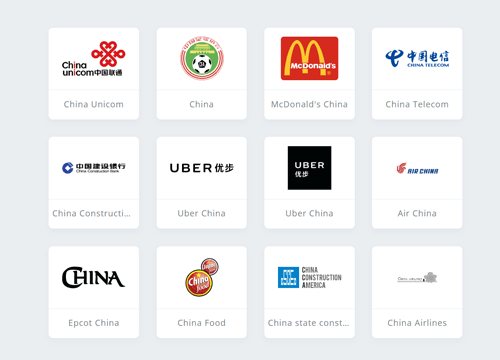 China
unicom中国联通
China Unicom
China
McDonald's
McDonald's China
中国电信
CHINA TELECOM
China Telecom
中国建设银行
China Construction Bank
China Constructi...
UBER 优步
Uber China
UBER
优步
Uber China
AIR CHINA
Air China
CHINA
Epcot China
China
food
China
food
China Food
CHINA
CONSTRUCTION
AMERICA
China state const...
China Airlines